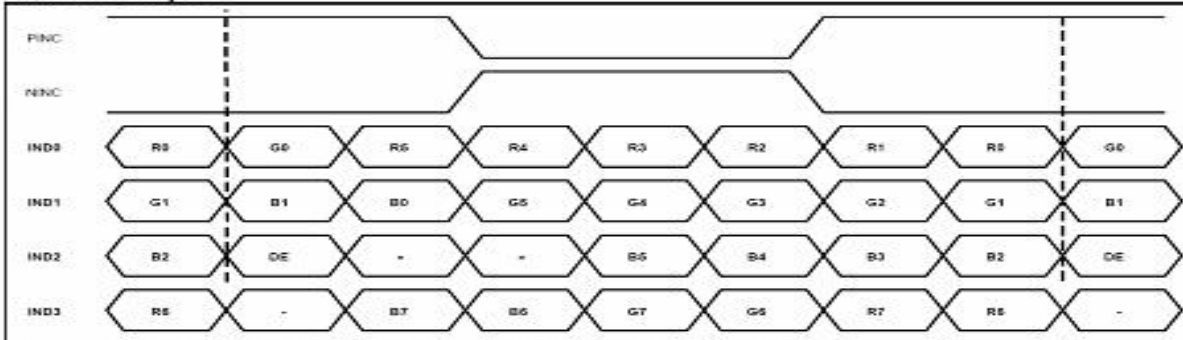 PINC
NINC
IND0 R0 G0 R5 R4 R3 R2 R1 R0 G0
IND1 G1 B1 B0 G5 G4 G3 G2 G1 B1
IND2 B2 DE - - B5 B4 B3 B2 DE
IND3 R6 - B7 B6 G7 G6 R7 R6 -